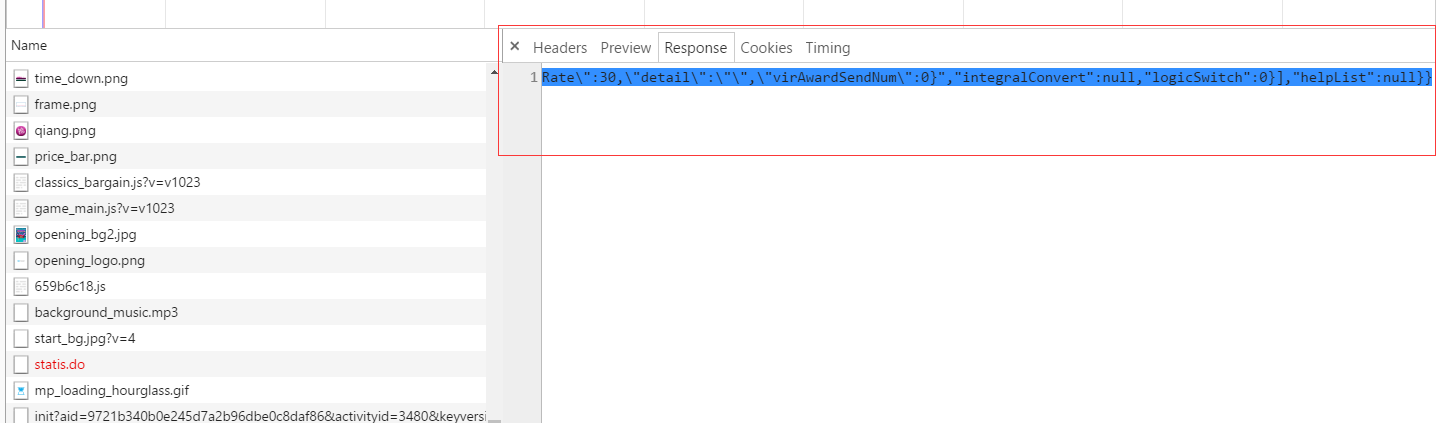 Name
time_down.png
frame.png
qiang.png
price_bar.png
classics_bargain.js?v=v1023
game_main.js?v=v1023
opening_bg2.jpg
opening_logo.png
659b6c18.js
background_music.mp3
start_bg.jpg?v=4
statis.do
mp_loading_hourglass.gif
init?aid=9721b340b0e245d7a2b96dbe0c8daf86&activityid=3480&keyversi
× Headers Preview Response Cookies Timing
1 Rate\":30,\"detail\":\"\",\"virAwardSendNum\":0}","integralConvert":null,"logicSwitch":0}],"helpList":null}}